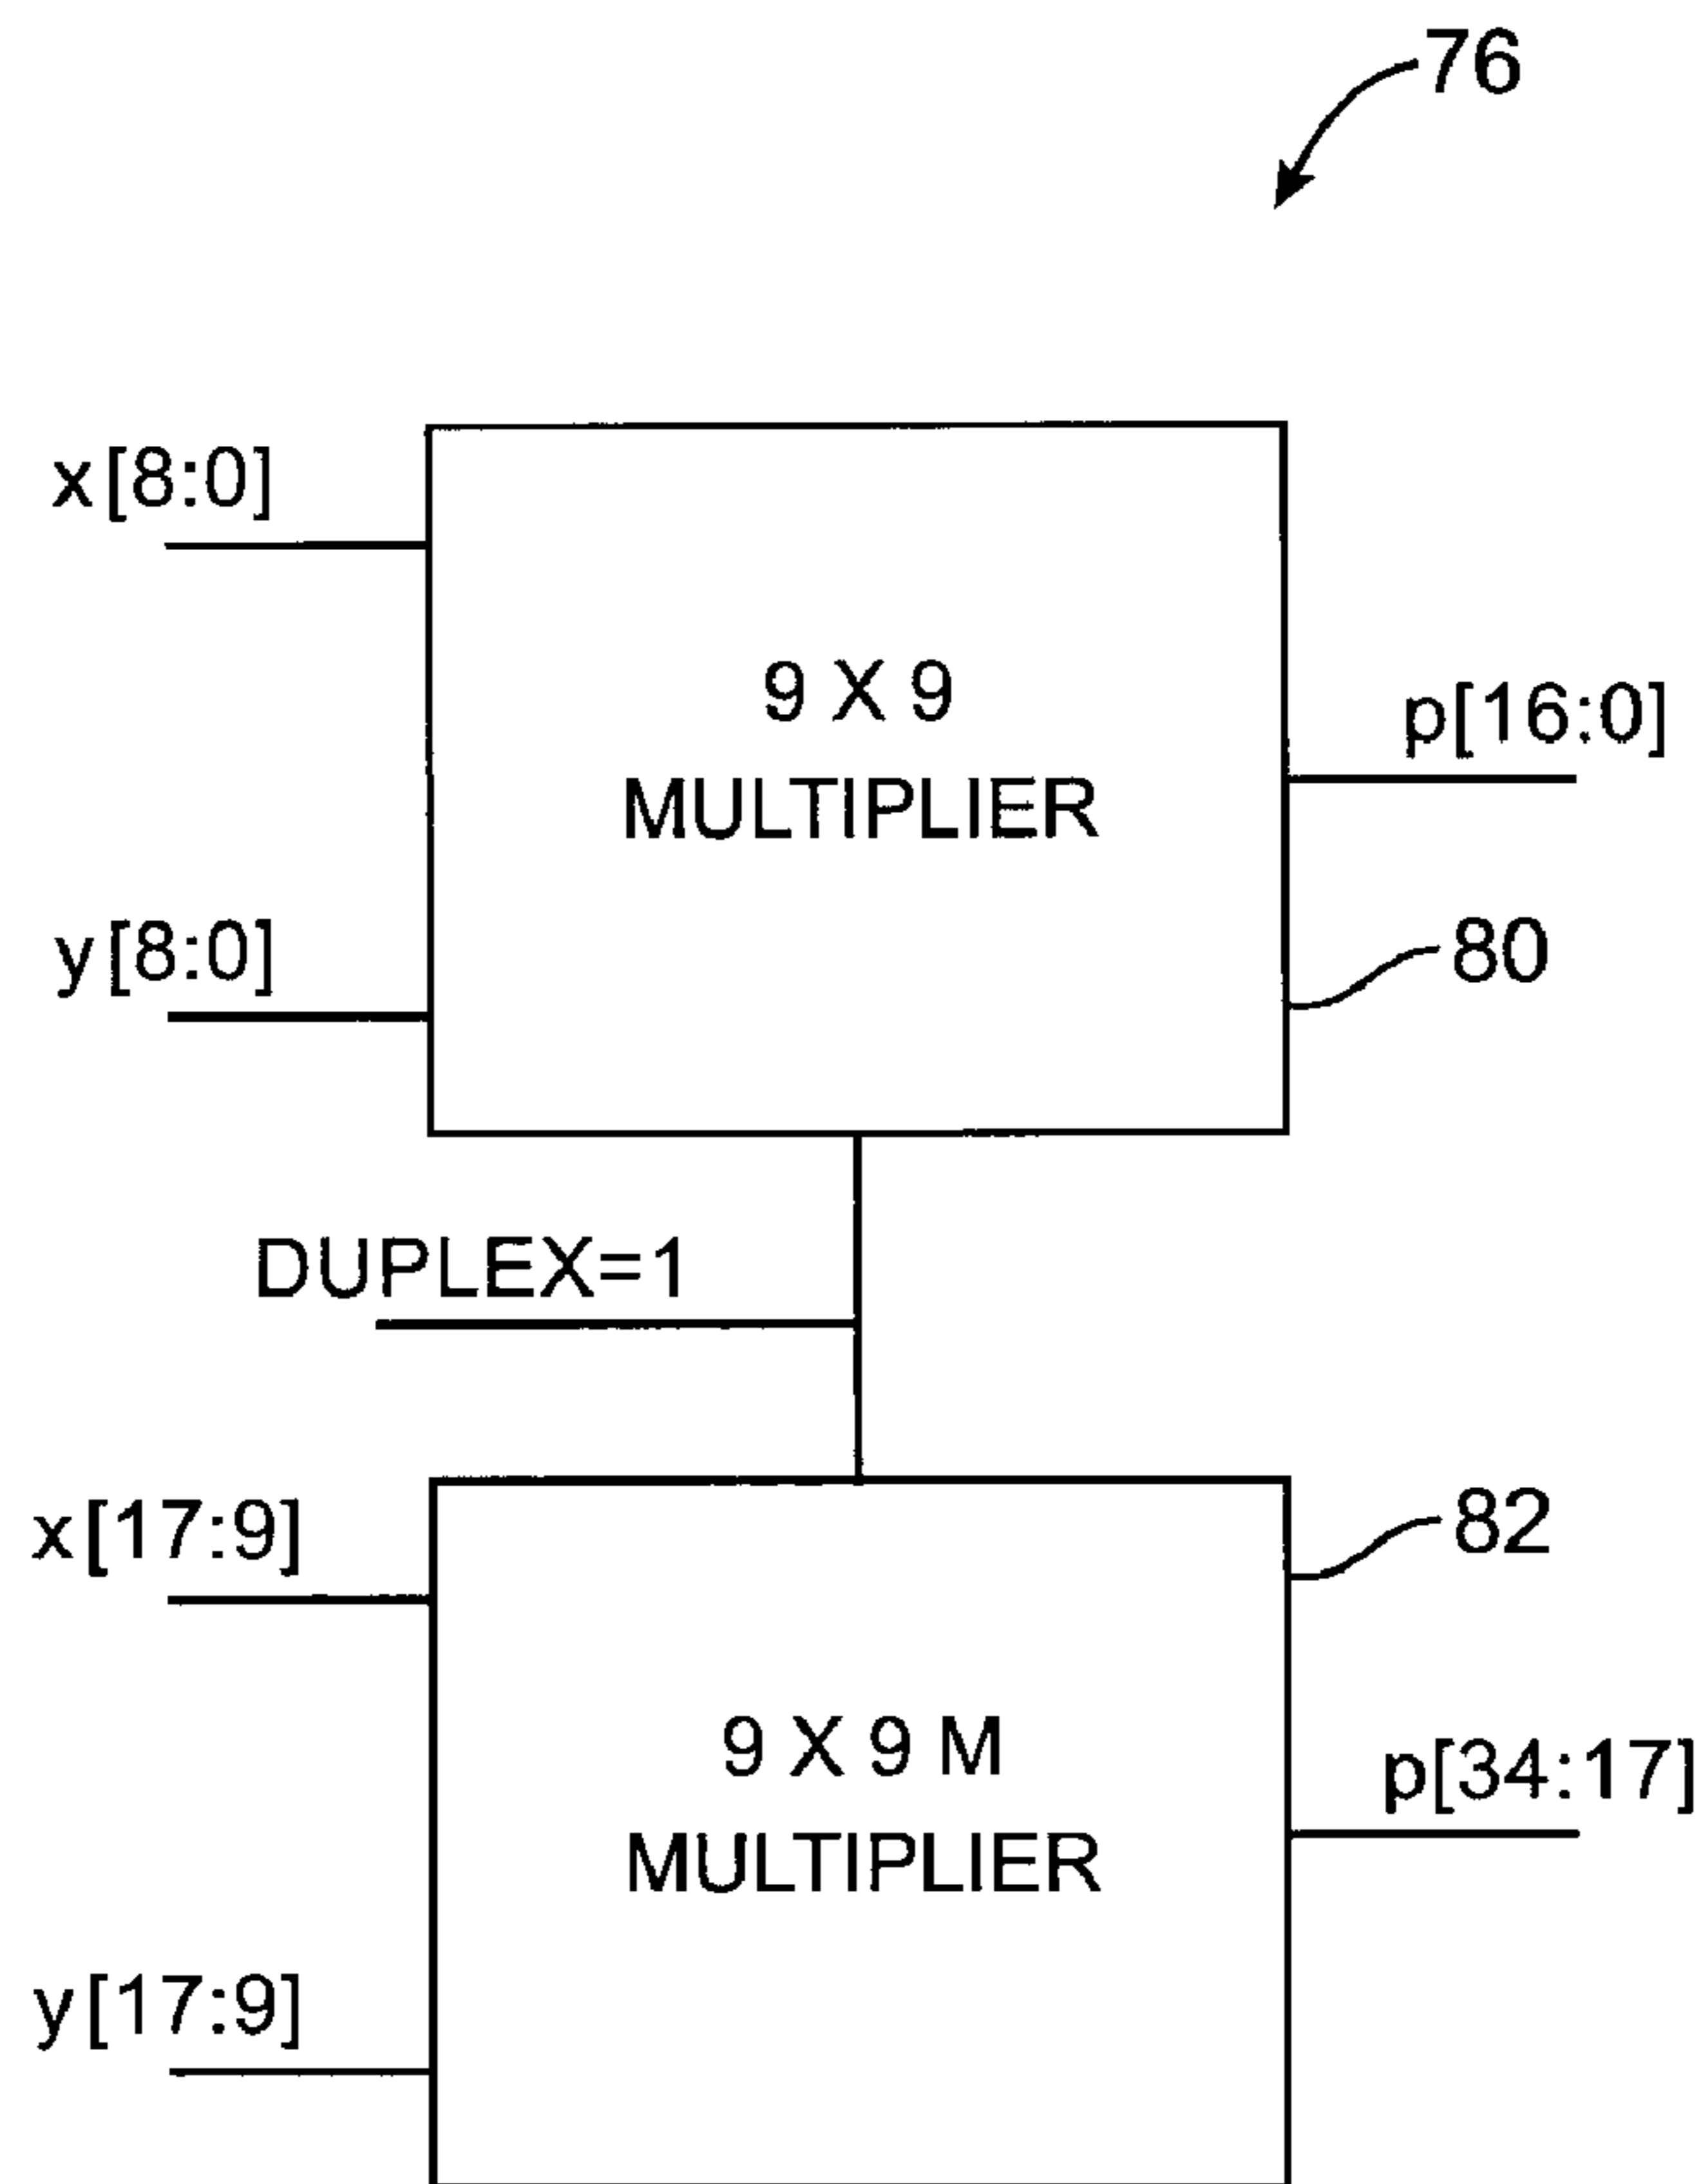 76
x[8:0]
9 X 9
MULTIPLIER
p[16:0]
y[8:0]
80
DUPLEX=1
x[17:9]
82
9 X 9 M
MULTIPLIER
p[34:17]
y[17:9]